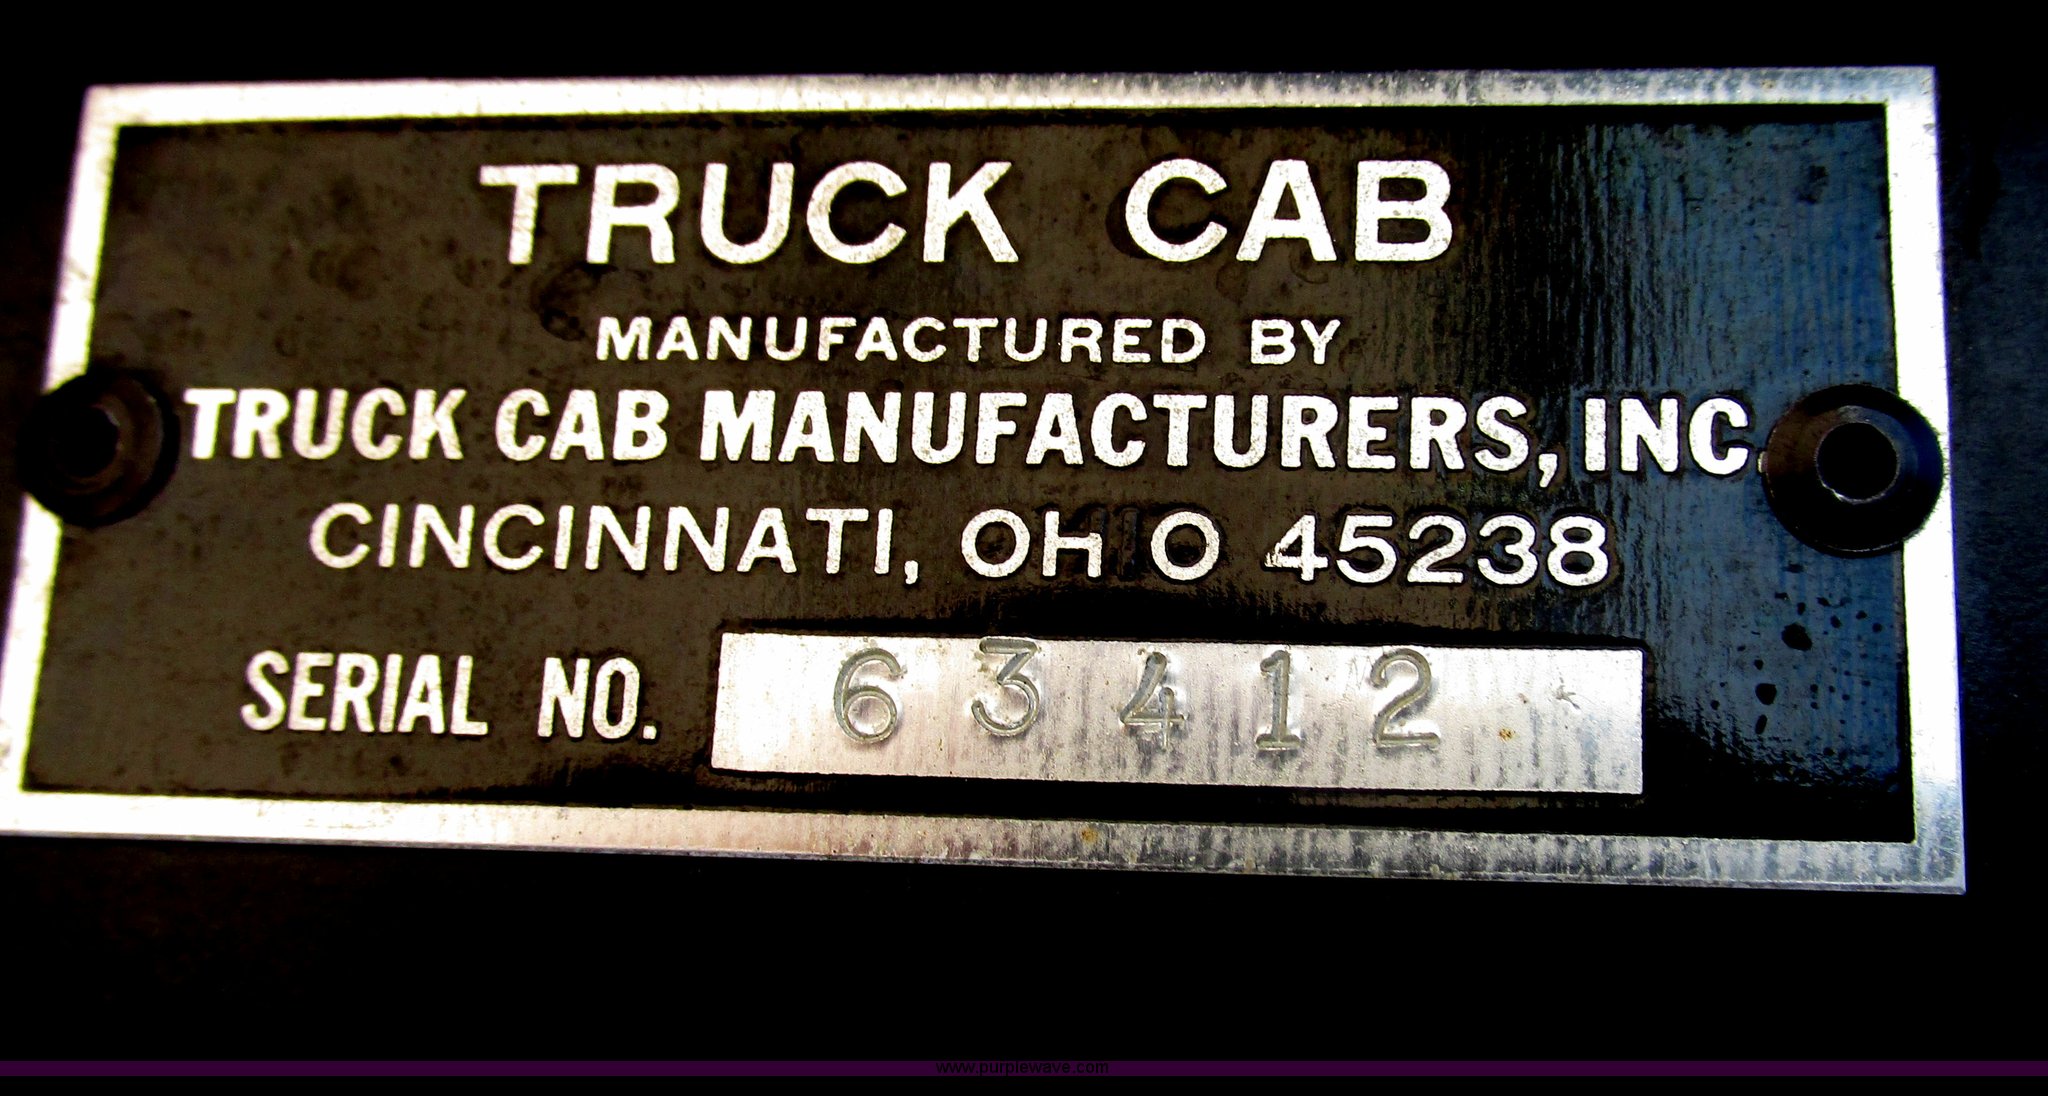 TRUCK CAB
MANUFACTURED BY
TRUCK CAB MANUFACTURERS, INC.
CINCINNATI, OHIO 45238
SERIAL NO. 63412
www.purplewave.com